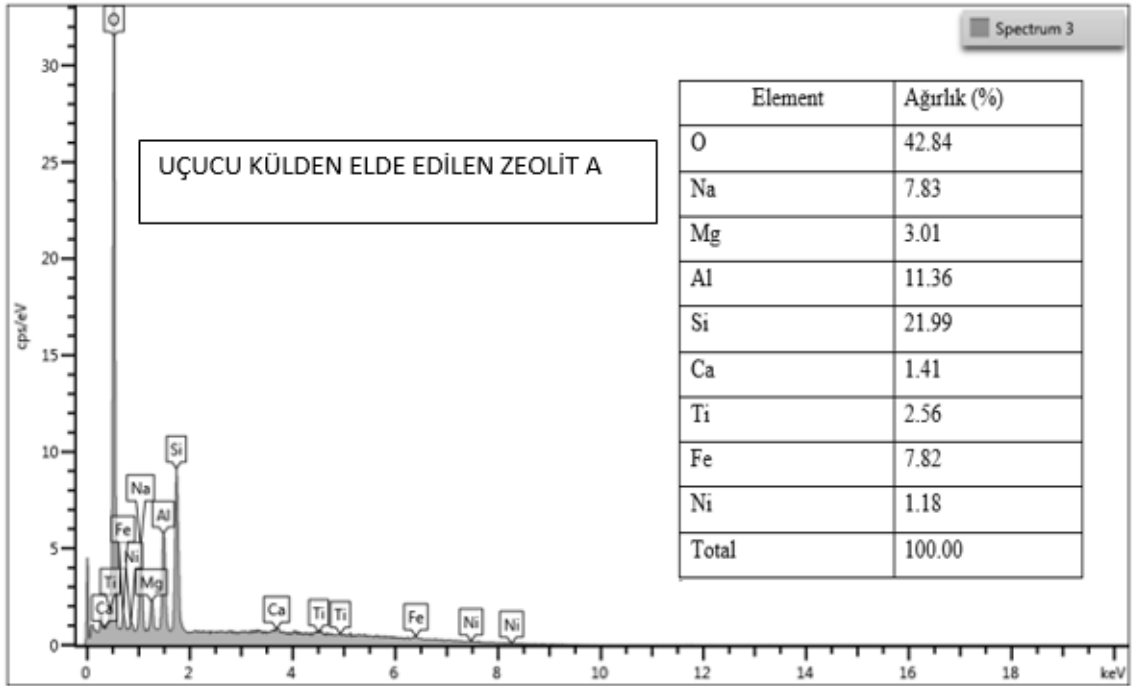 Spectrum 3
UÇUCU KÜLDEN ELDE EDİLEN ZEOLİT A
Element Ağırlık (%)
O 42.84
Na 7.83
Mg 3.01
Al 11.36
Si 21.99
Ca 1.41
Ti 2.56
Fe 7.82
Ni 1.18
Total 100.00
cps/eV
30
25
20
15
10
5
0
O
Si
Na
Al
Fe
Ni
Ti
Mg
Ca
Ca
Ti
Ti
Fe
Ni
Ni
0 2 4 6 8 10 12 14 16 18 keV